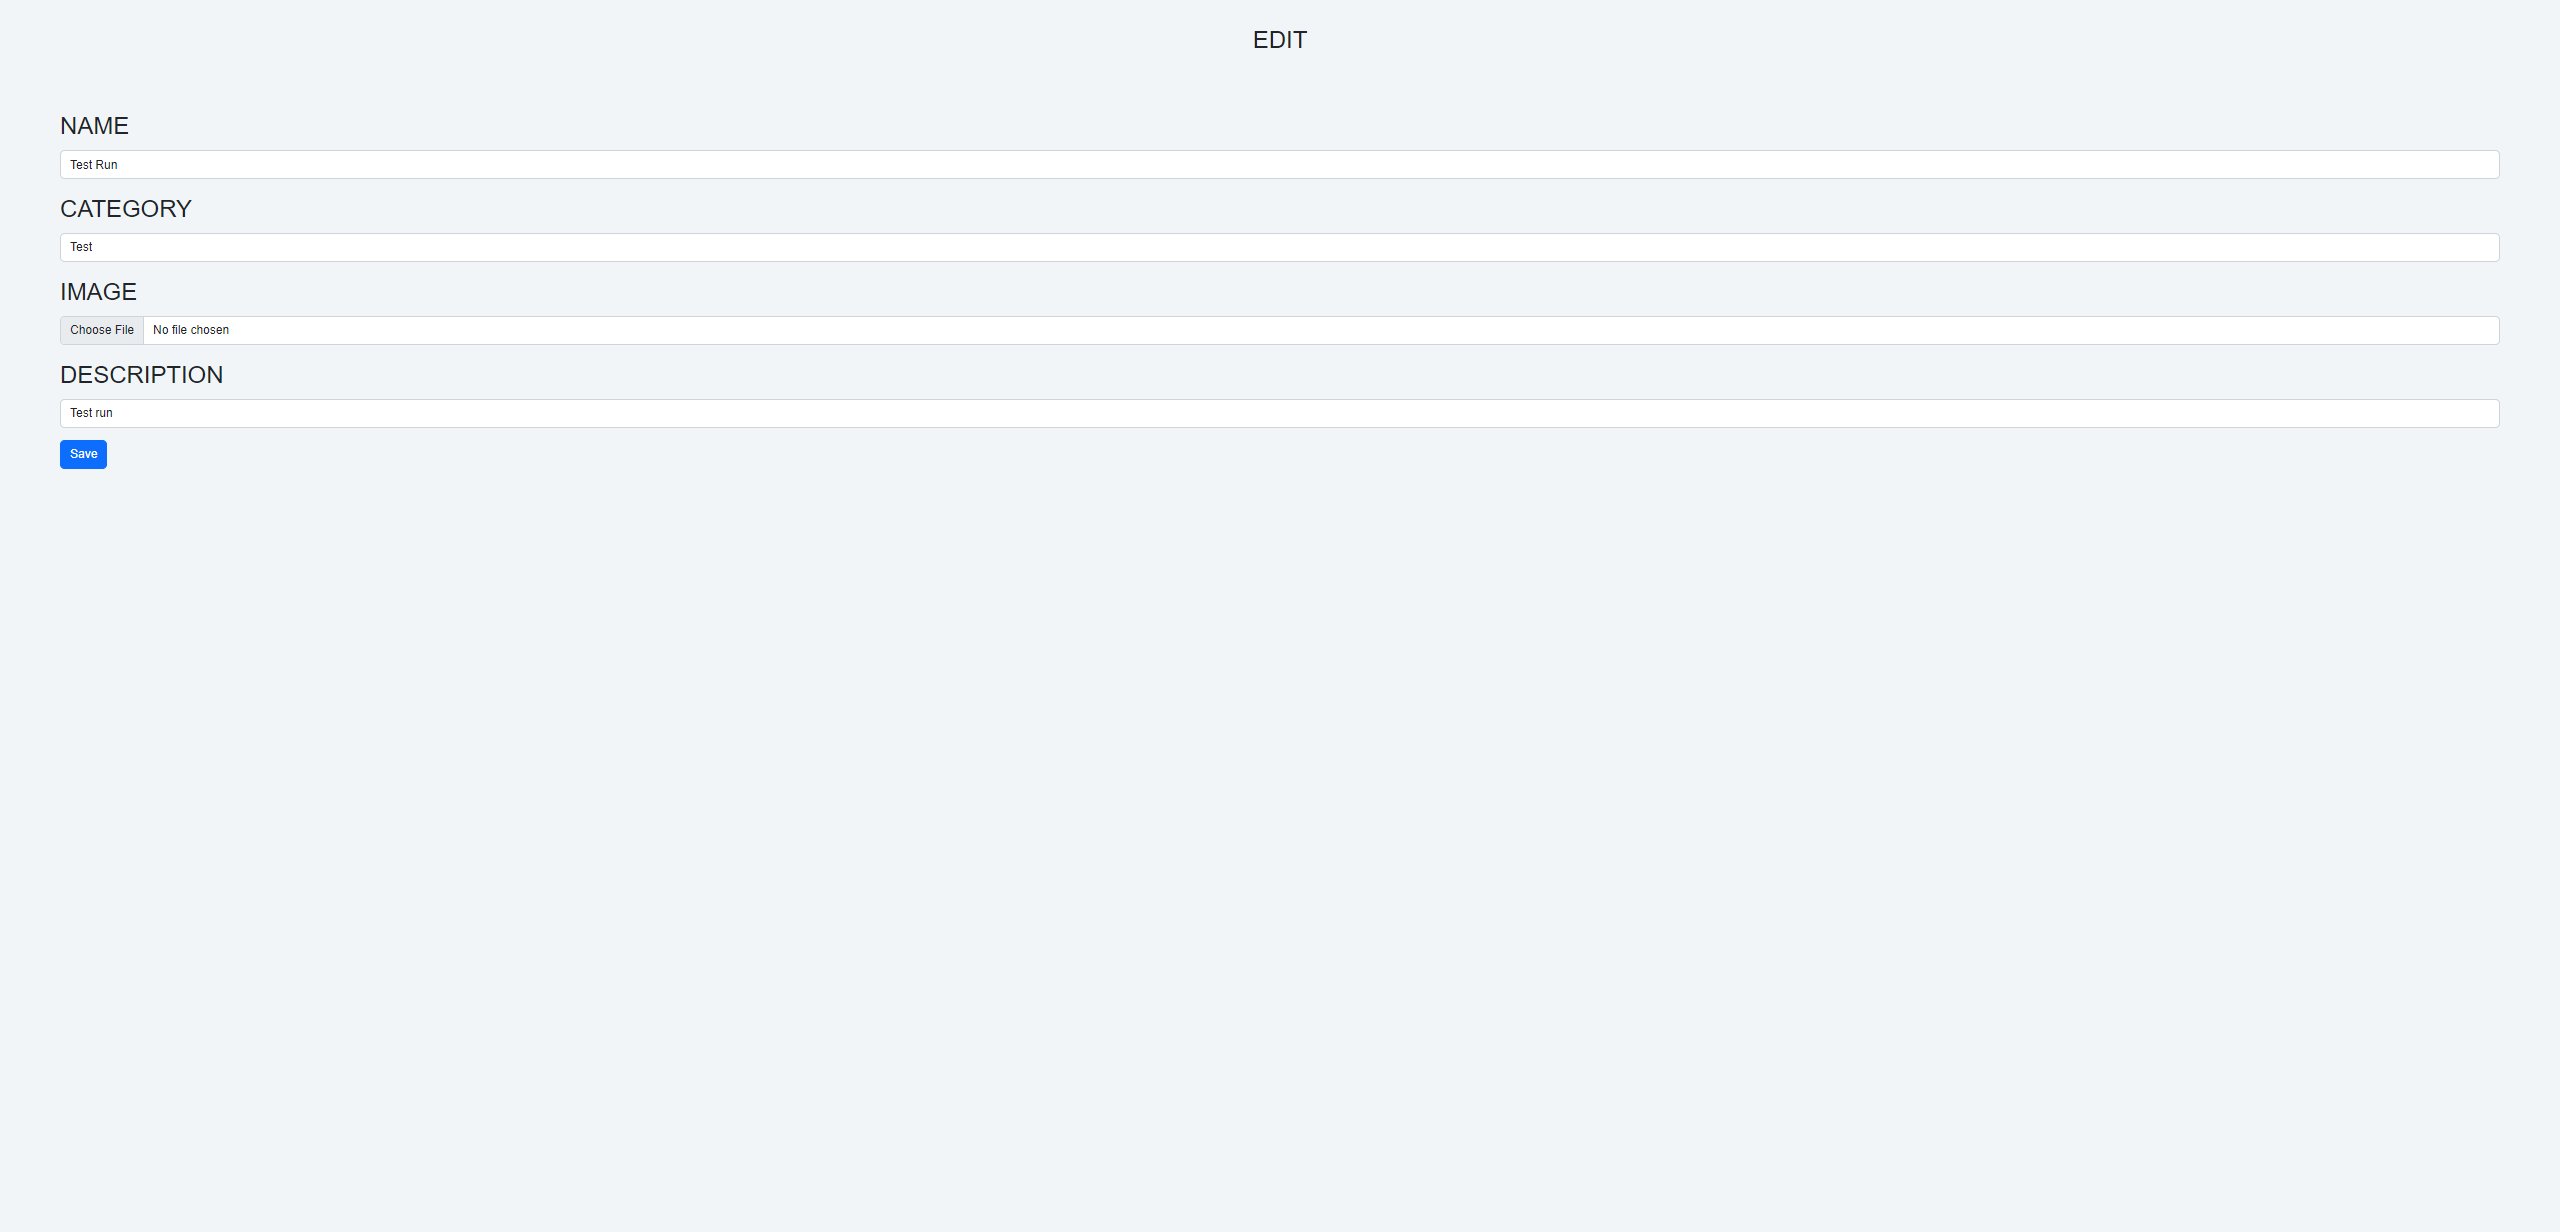 EDIT
NAME
Test Run
CATEGORY
Test
IMAGE
Choose File No file chosen
DESCRIPTION
Test run
Save